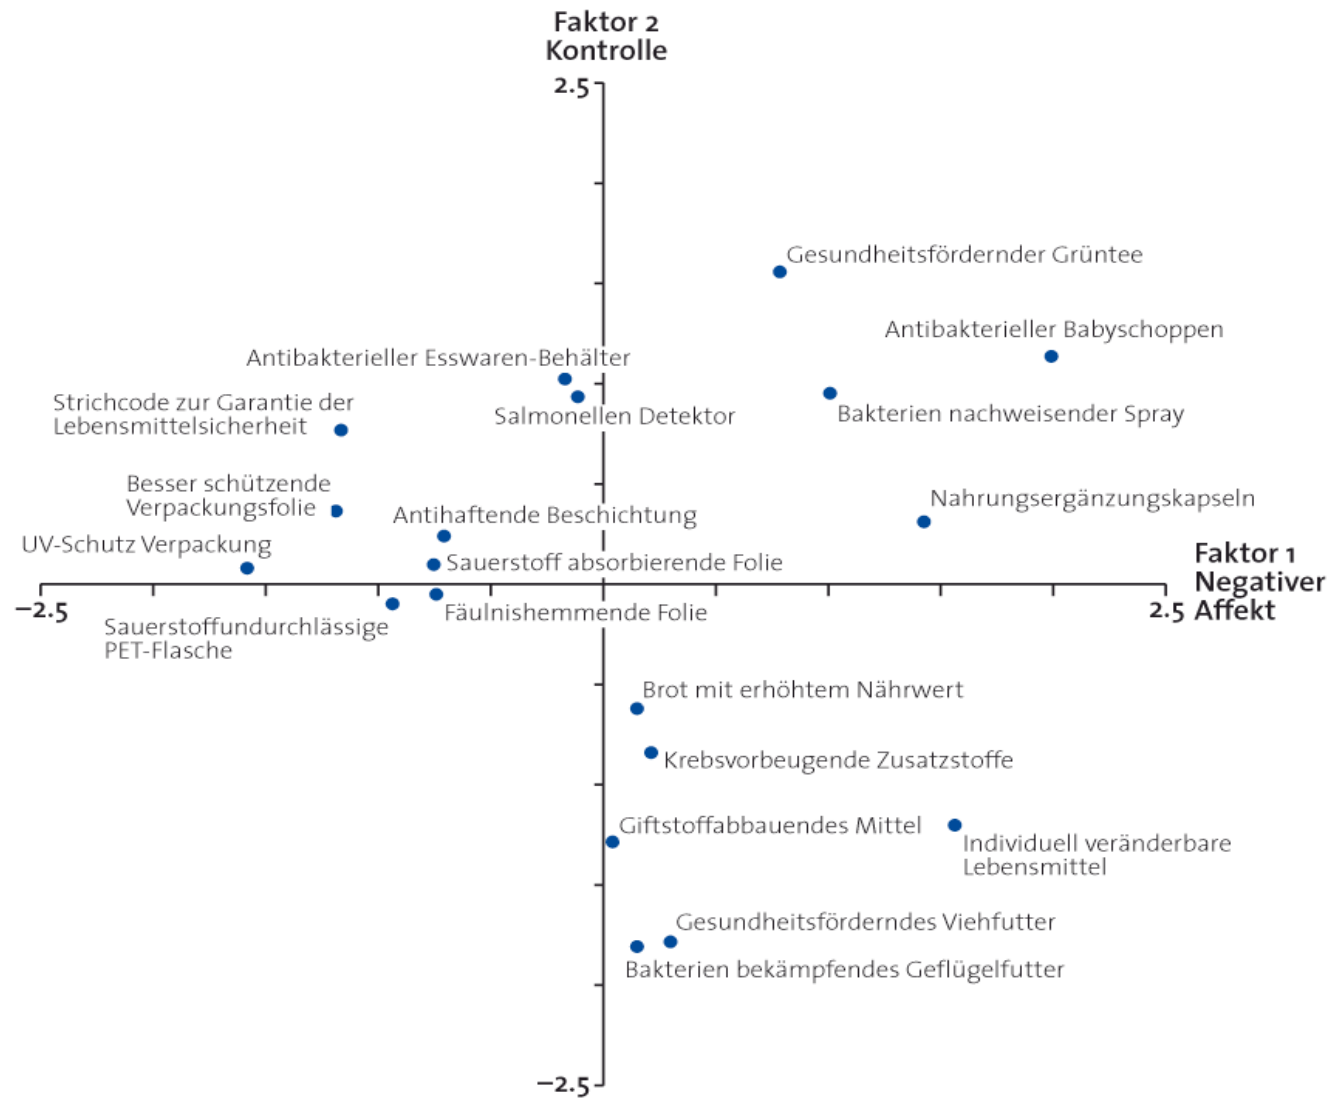 Faktor 2
Kontrolle
2.5
Gesundheitsfördernder Grüntee
Antibakterieller Babyschoppen
Antibakterieller Esswaren-Behälter
Strichcode zur Garantie der
Lebensmittelsicherheit
Salmonellen Detektor
Bakterien nachweisender Spray
Besser schützende
Verpackungsfolie
Nahrungsergänzungskapseln
Antihaftende Beschichtung
UV-Schutz Verpackung
Sauerstoff absorbierende Folie
Faktor 1
Negativer
Affekt
−2.5
2.5
Fäulnishemmende Folie
Sauerstoffundurchlässige
PET-Flasche
Brot mit erhöhtem Nährwert
Krebsvorbeugende Zusatzstoffe
Giftstoffabbauendes Mittel
Individuell veränderbare
Lebensmittel
Gesundheitsförderndes Viehfutter
Bakterien bekämpfendes Geflügelfutter
−2.5